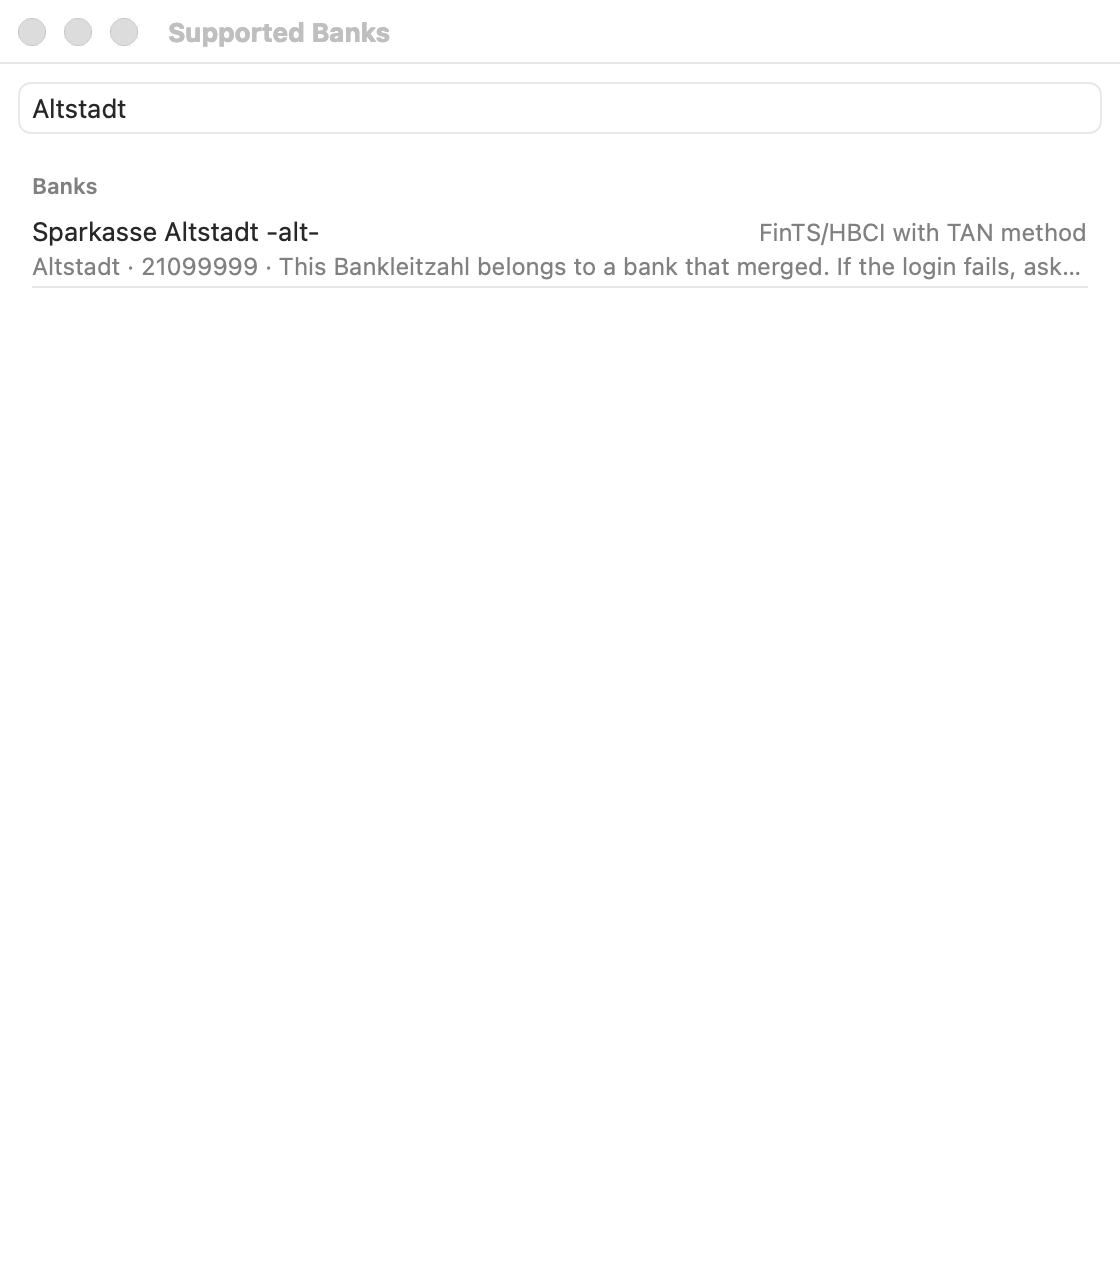 Supported Banks
Altstadt
Banks
Sparkasse Altstadt -alt-
FinTS/HBCI with TAN method
Altstadt · 21099999 · This Bankleitzahl belongs to a bank that merged. If the login fails, ask...